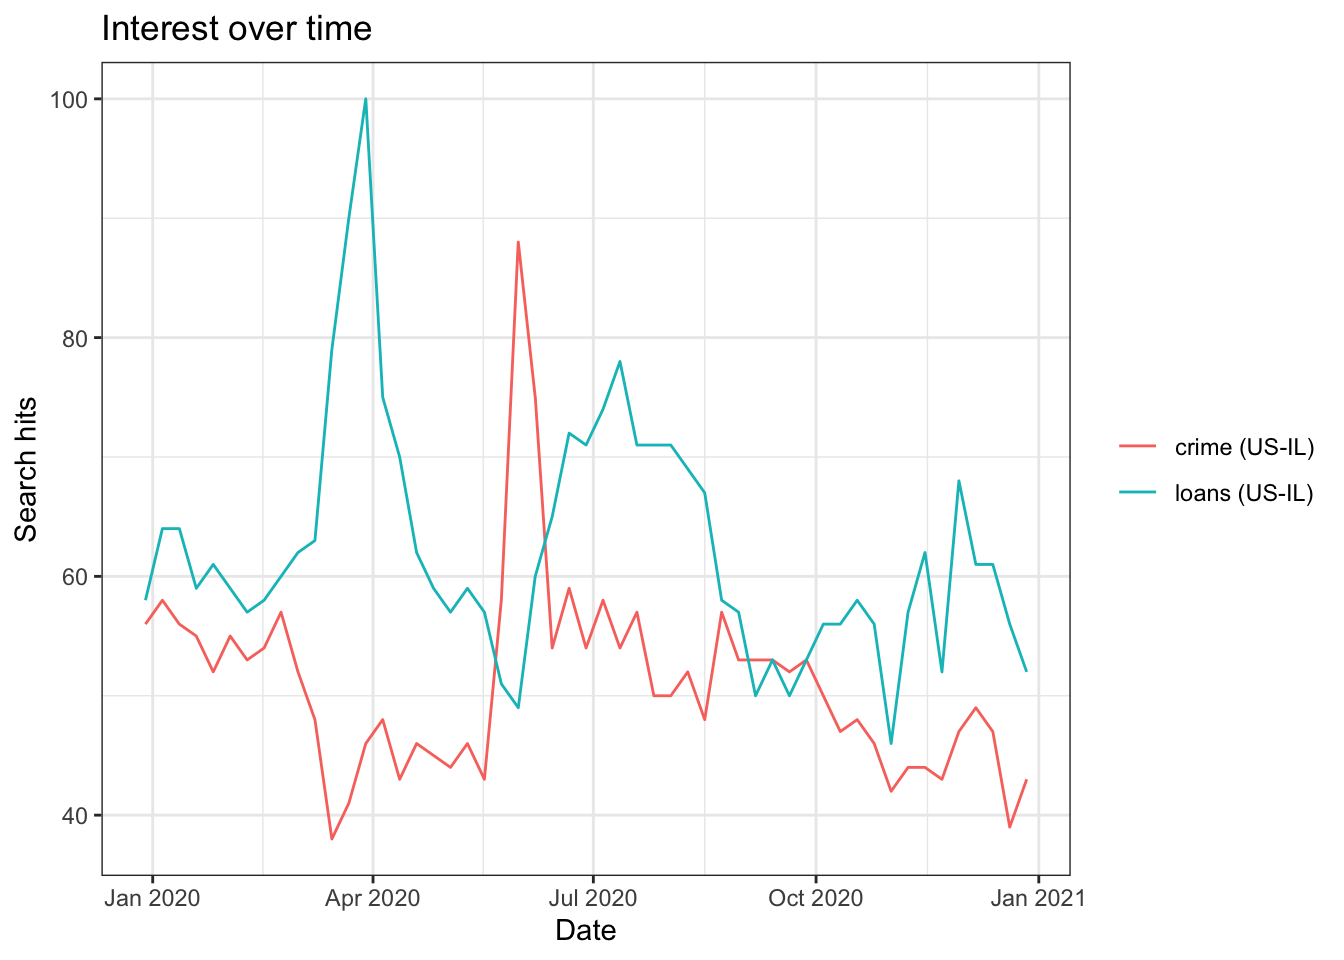 Interest over time
100
80
60
40
Search hits
Jan 2020
Apr 2020
Jul 2020
Oct 2020
Jan 2021
Date
crime (US-IL)
loans (US-IL)